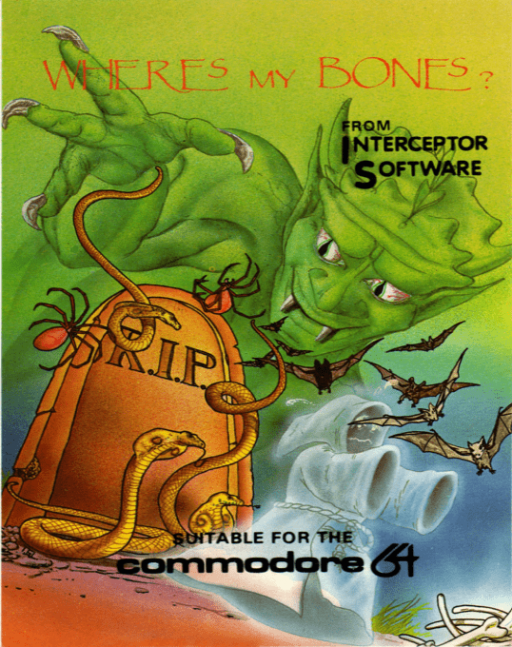 WHERES MY BONES?
FROM
INTERCEPTOR
SOFTWARE
R.I.P.
SUITABLE FOR THE
commodore 64